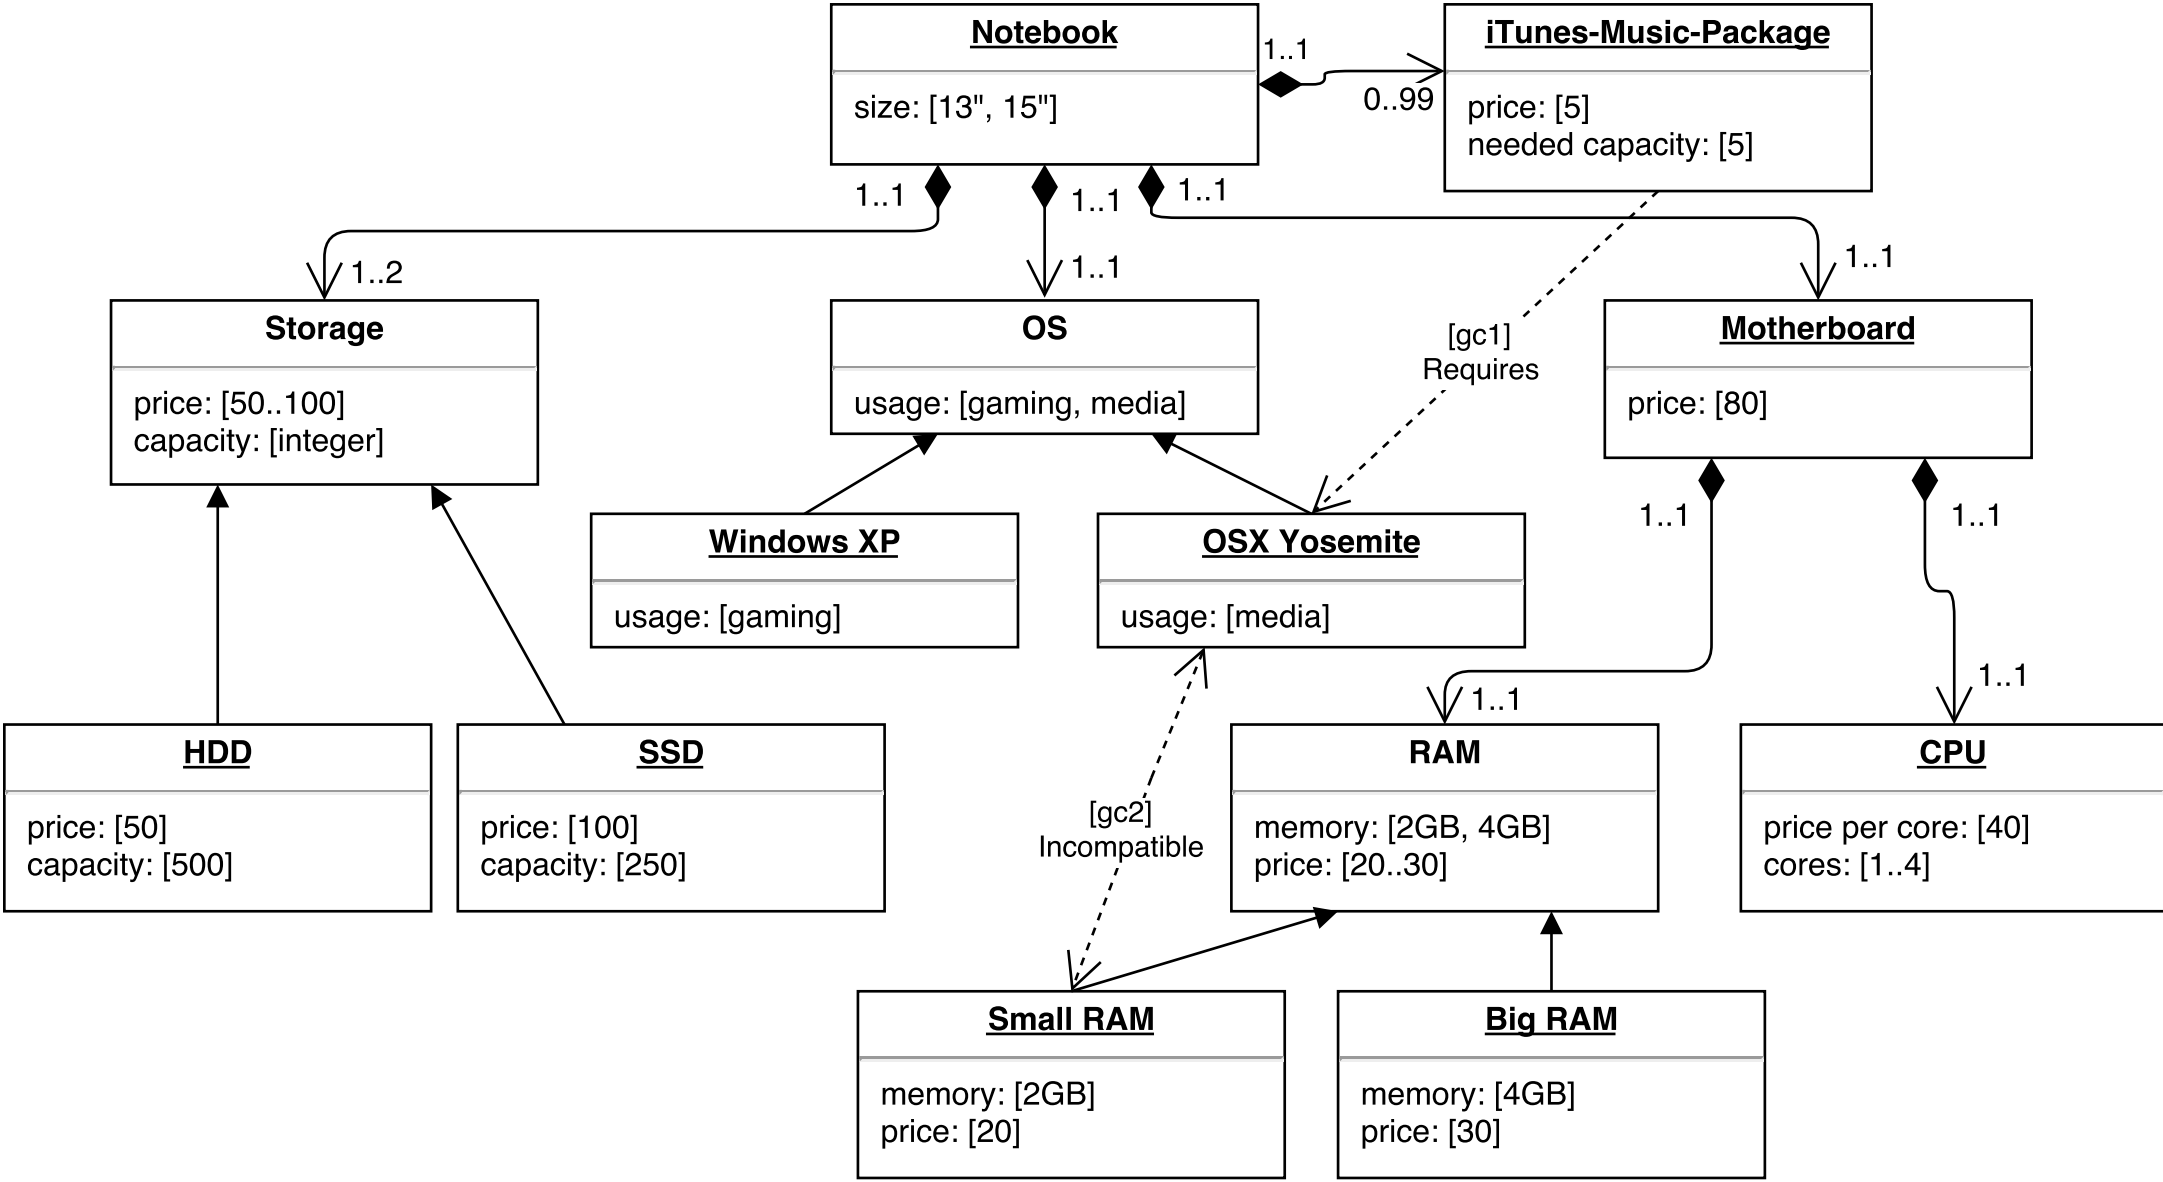 Notebook
size: [13", 15"]
1..1
0..99
iTunes-Music-Package
price: [5]
needed capacity: [5]
1..1
1..1
1..1
1..2
1..1
1..1
Storage
price: [50..100]
capacity: [integer]
OS
usage: [gaming, media]
[gc1]
Requires
Motherboard
price: [80]
Windows XP
usage: [gaming]
OSX Yosemite
usage: [media]
1..1
1..1
1..1
1..1
HDD
price: [50]
capacity: [500]
SSD
price: [100]
capacity: [250]
[gc2]
Incompatible
RAM
memory: [2GB, 4GB]
price: [20..30]
CPU
price per core: [40]
cores: [1..4]
Small RAM
memory: [2GB]
price: [20]
Big RAM
memory: [4GB]
price: [30]